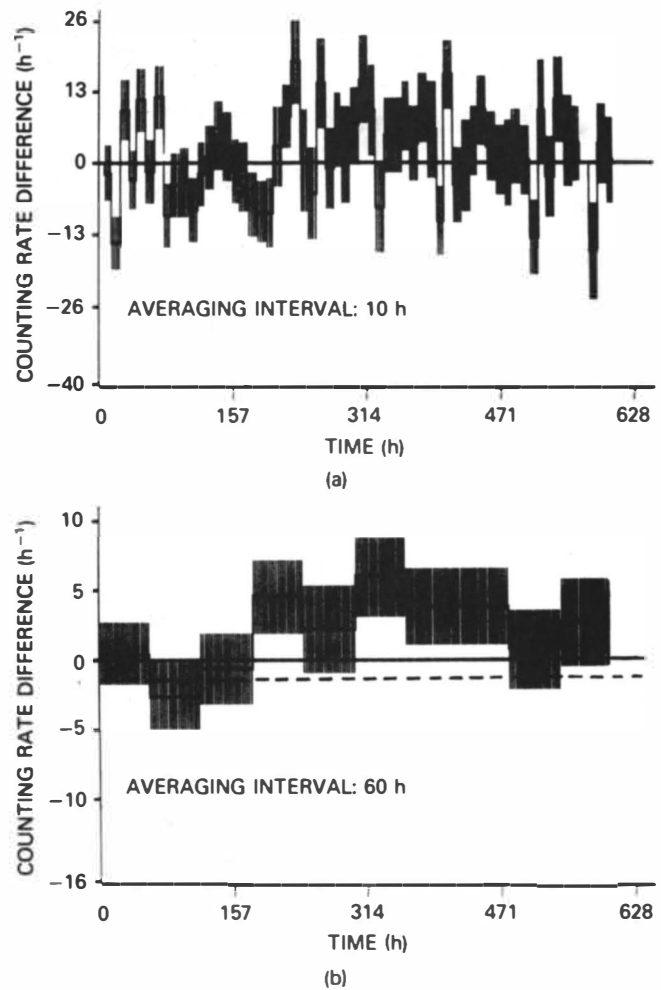 COUNTING RATE DIFFERENCE (h⁻¹)
26
13
0
−13
−26
−40
AVERAGING INTERVAL: 10 h
0 157 314 471 628
TIME (h)
(a)
COUNTING RATE DIFFERENCE (h⁻¹)
10
5
0
−5
−10
−16
AVERAGING INTERVAL: 60 h
0 157 314 471 628
TIME (h)
(b)